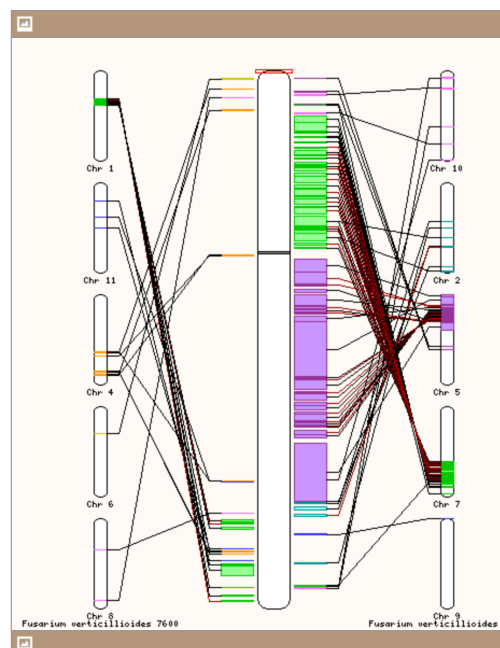 Chr 1
Chr 10
Chr 11
Chr 2
Chr 4
Chr 5
Chr 6
Chr 7
Chr 8
Chr 9
Fusarium verticillioides 7600
Fusarium verticillioides